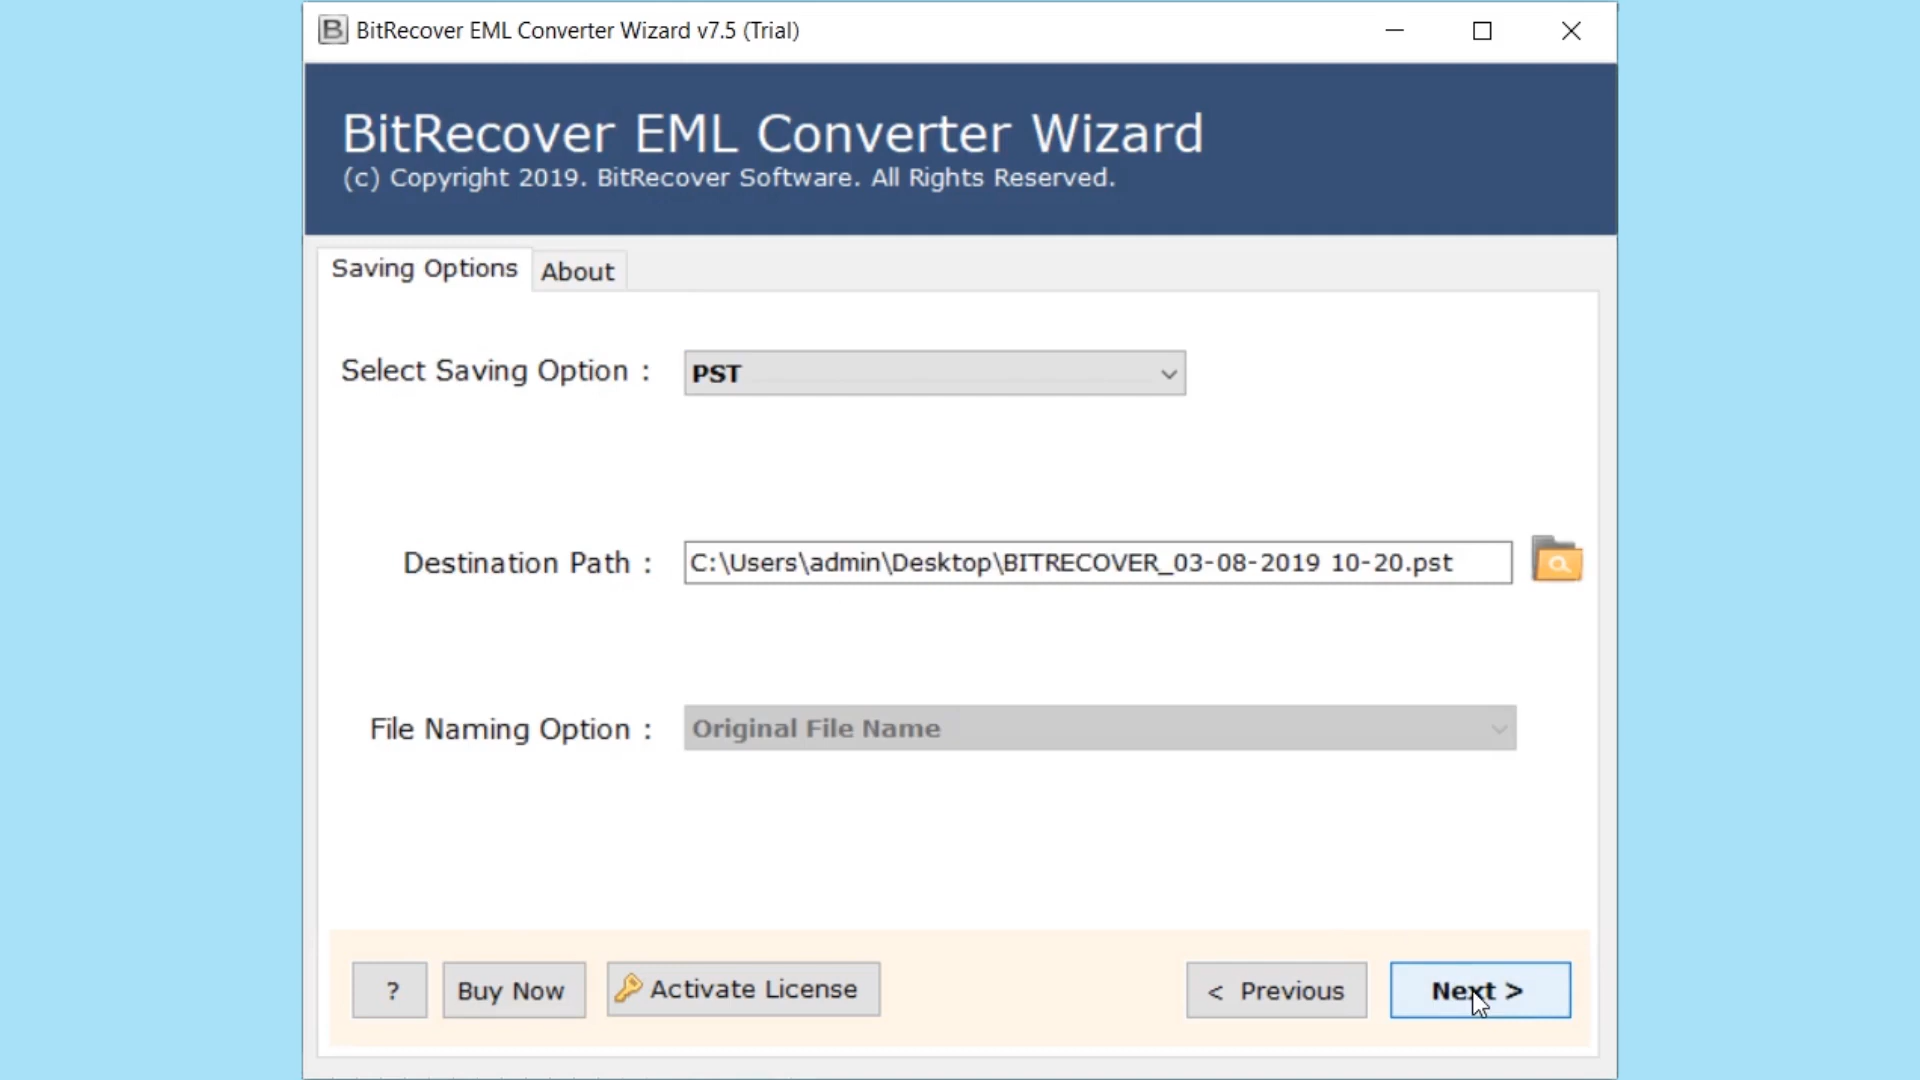 BitRecover EML Converter Wizard v7.5 (Trial)
BitRecover EML Converter Wizard
(c) Copyright 2019. BitRecover Software. All Rights Reserved.
Saving Options
About
Select Saving Option :
PST
Destination Path :
C:\Users\admin\Desktop\BITRECOVER_03-08-2019 10-20.pst
File Naming Option :
Original File Name
?
Buy Now
Activate License
< Previous
Next >